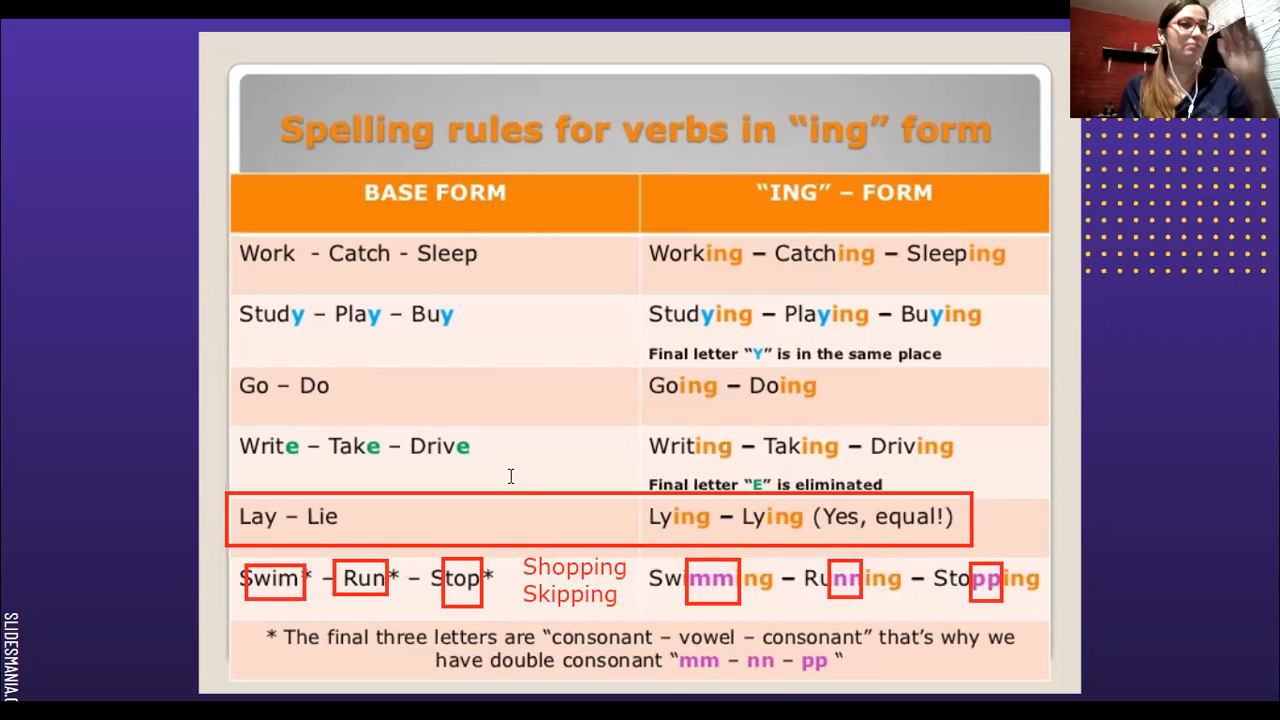 Spelling rules for verbs in “ing” form
BASE FORM
“ING” – FORM
Work - Catch - Sleep
Working – Catching – Sleeping
Study – Play – Buy
Studying – Playing – Buying
Final letter “Y” is in the same place
Go – Do
Going – Doing
Write – Take – Drive
Writing – Taking – Driving
Final letter “E” is eliminated
Lay – Lie
Lying – Lying (Yes, equal!)
Swim* – Run* – Stop*
Shopping
Skipping
Swimming – Running – Stopping
* The final three letters are “consonant – vowel – consonant” that’s why we
have double consonant “mm – nn – pp “